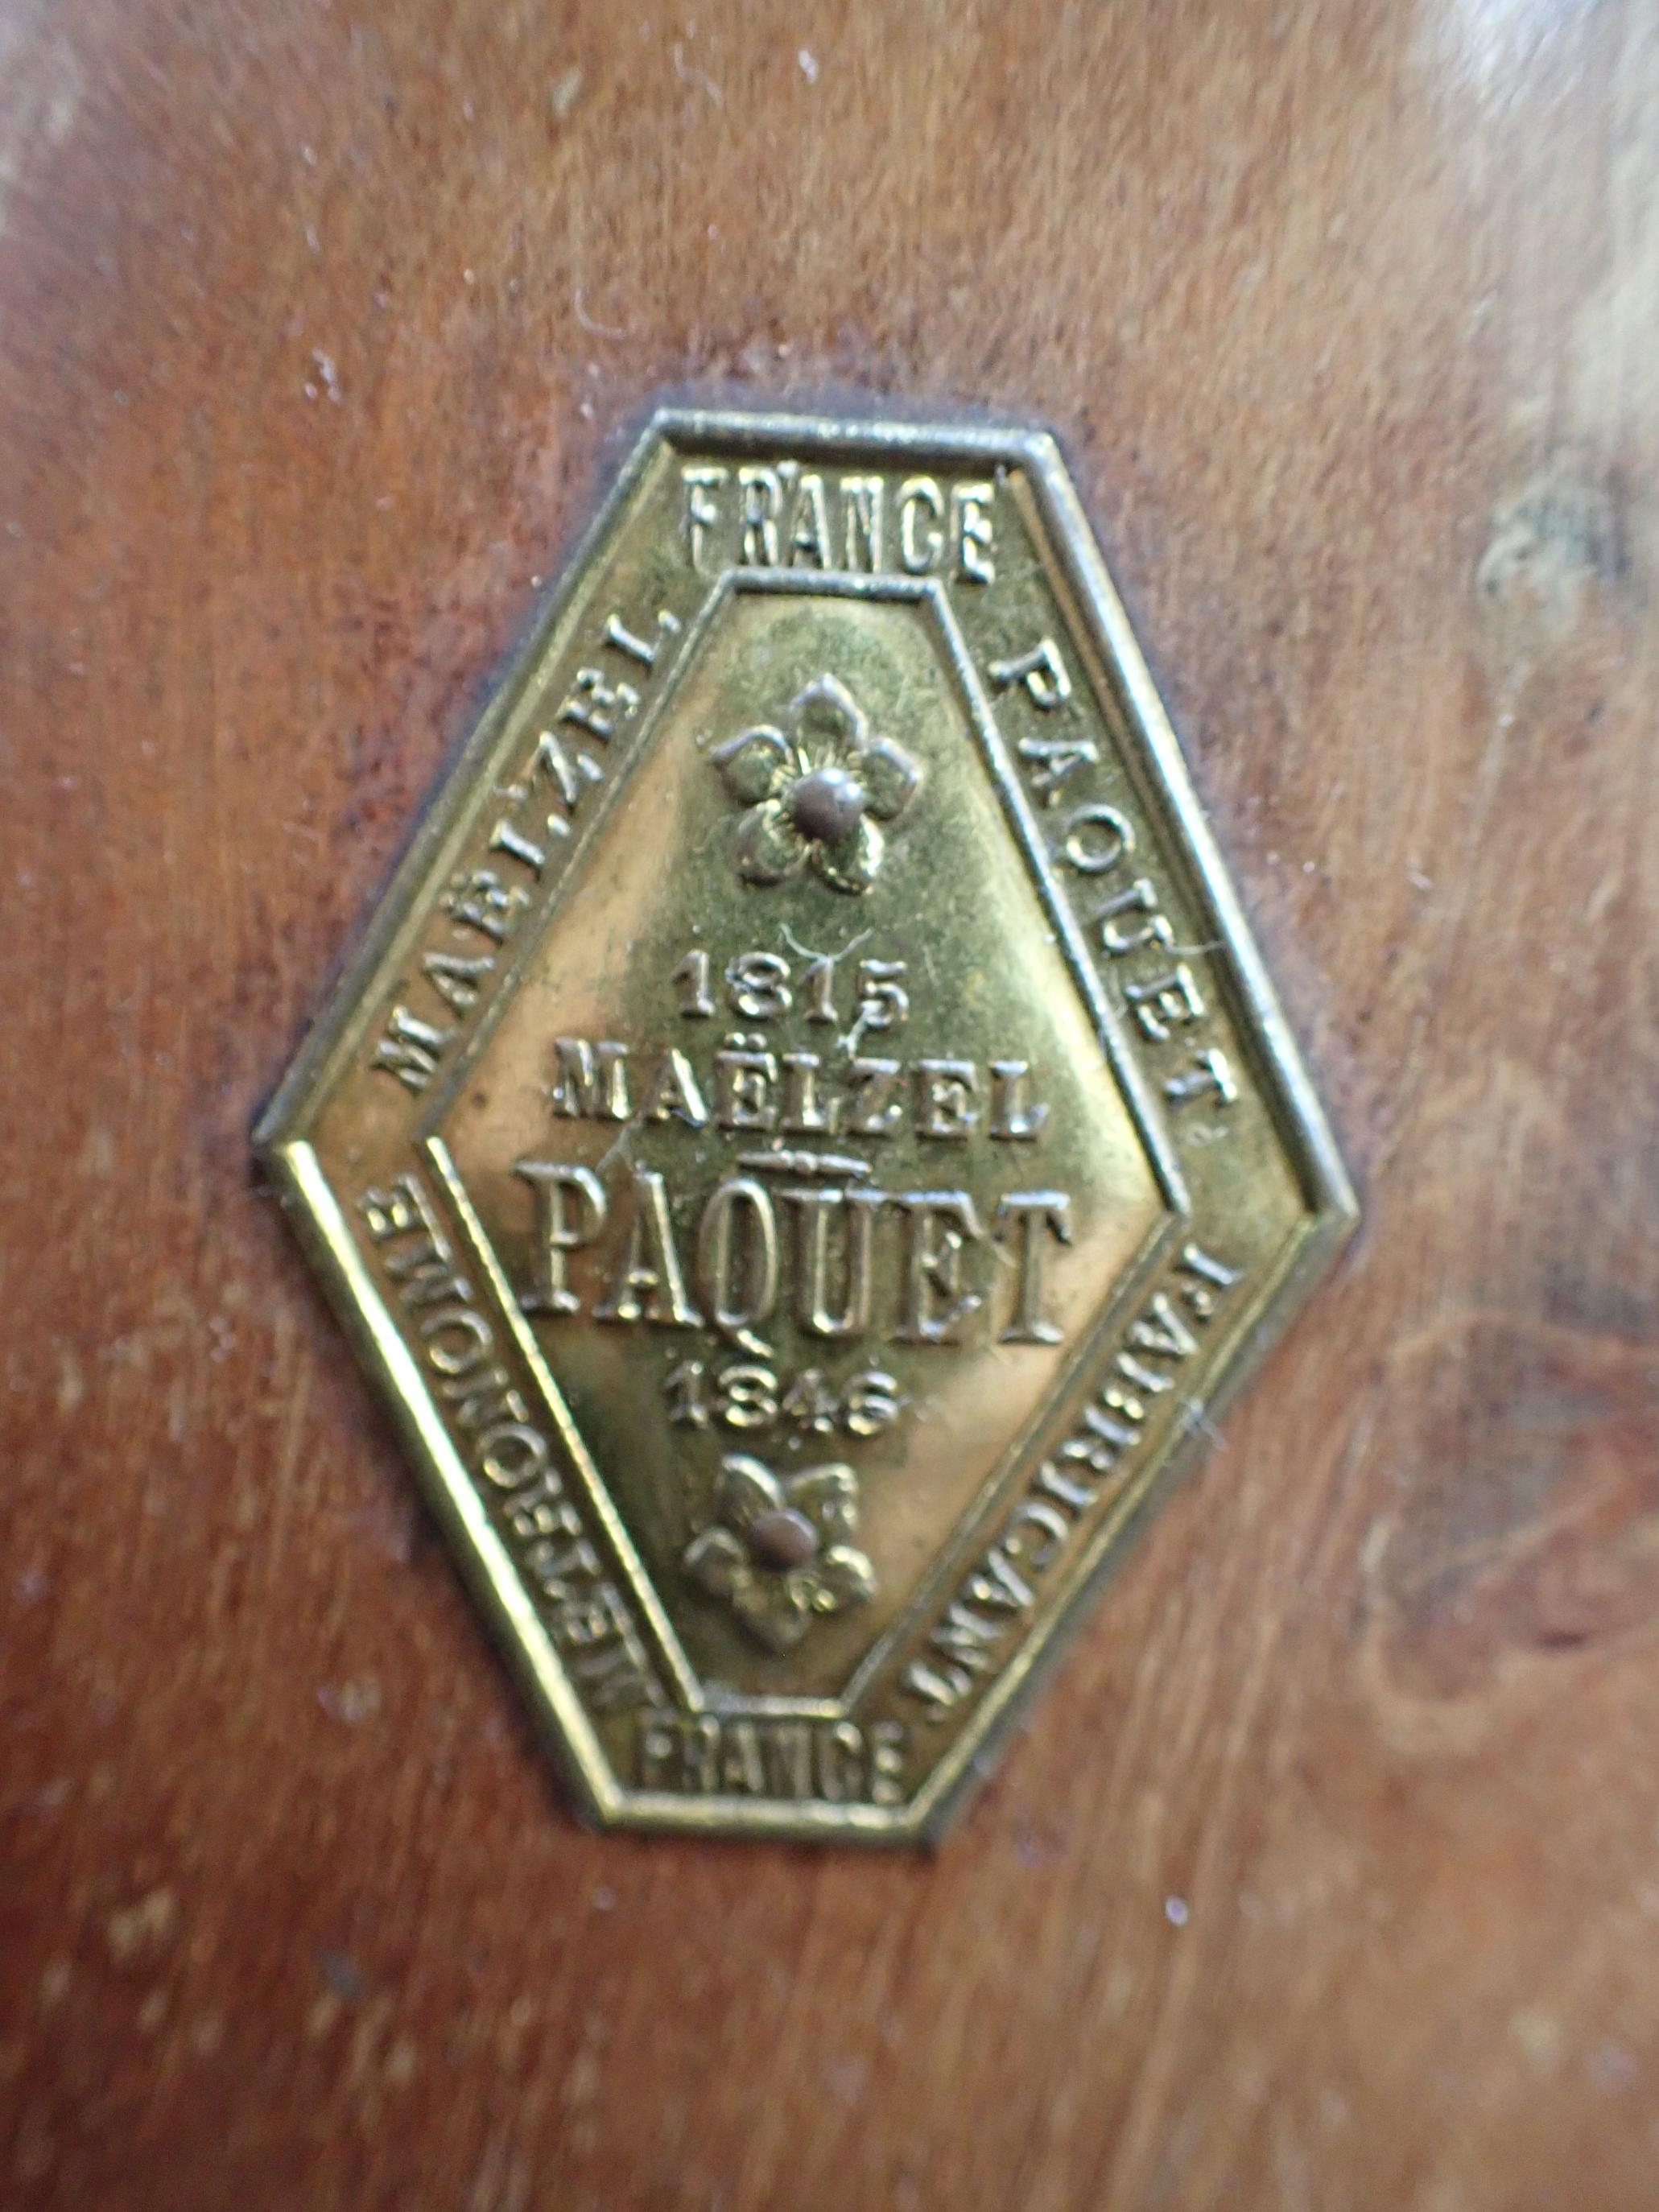 FRANCE
MAËLZEL
PAQUET
1815
MAËLZEL
PAQUET
1846
METRONOME
FABRICANT
FRANCE